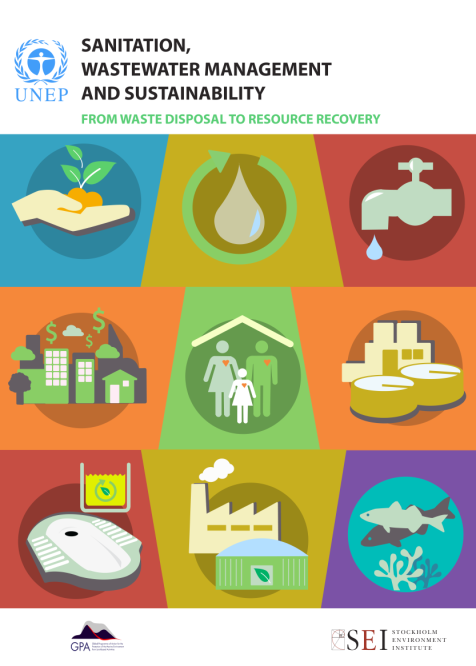 SANITATION,
WASTEWATER MANAGEMENT
AND SUSTAINABILITY
UNEP
FROM WASTE DISPOSAL TO RESOURCE RECOVERY
$
$
$
GPA
SEI
STOCKHOLM
ENVIRONMENT
INSTITUTE